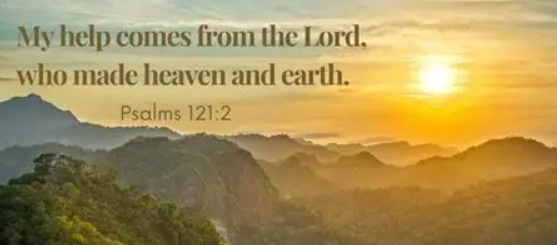 My help comes from the Lord,
who made heaven and earth.
Psalms 121:2